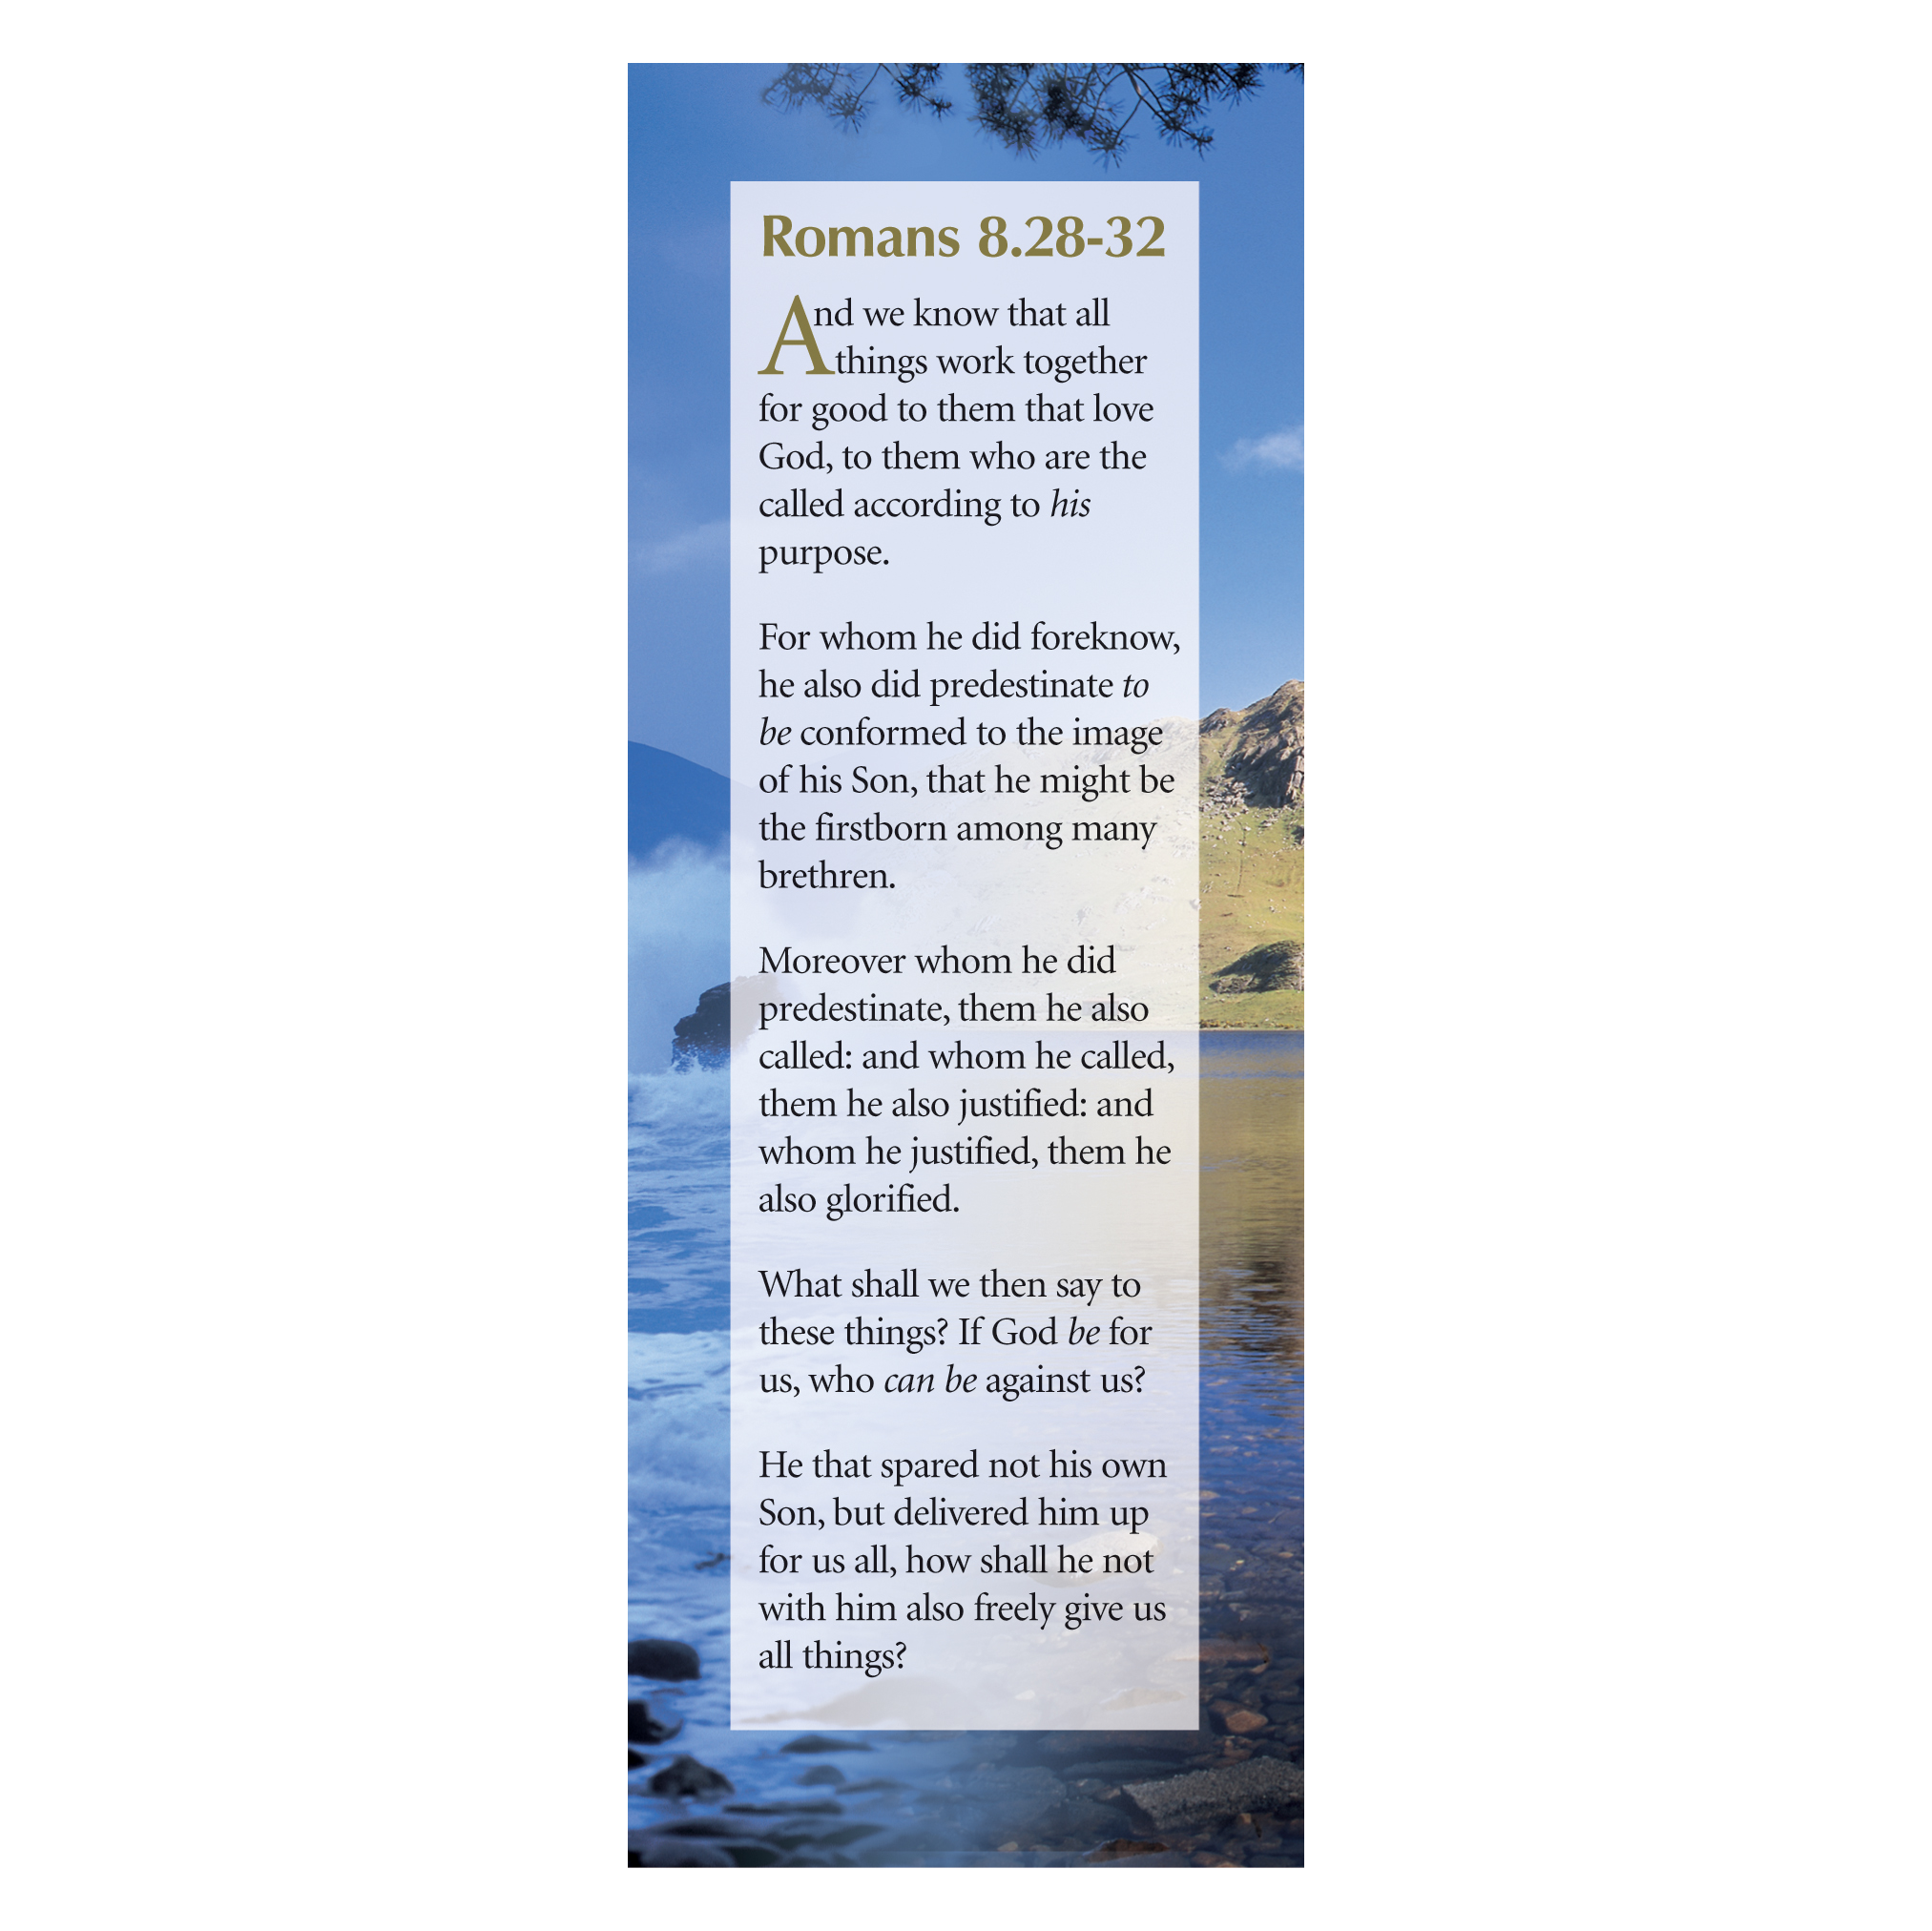 Romans 8.28-32
And we know that all
things work together
for good to them that love
God, to them who are the
called according to his
purpose.
For whom he did foreknow,
he also did predestinate to
be conformed to the image
of his Son, that he might be
the firstborn among many
brethren.
Moreover whom he did
predestinate, them he also
called: and whom he called,
them he also justified: and
whom he justified, them he
also glorified.
What shall we then say to
these things? If God be for
us, who can be against us?
He that spared not his own
Son, but delivered him up
for us all, how shall he not
with him also freely give us
all things?